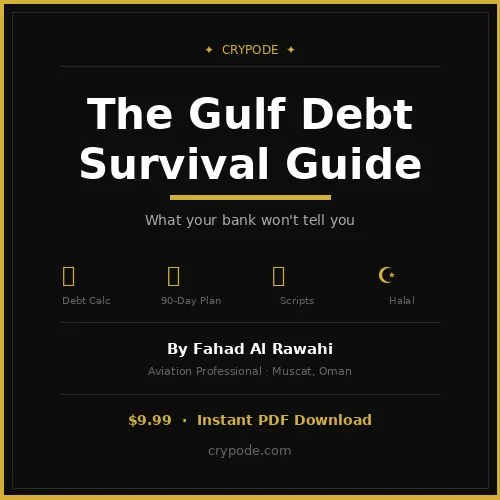 ✦ CRYPODE ✦
The Gulf Debt
Survival Guide
What your bank won't tell you
Debt Calc 90-Day Plan Scripts Halal
By Fahad Al Rawahi
Aviation Professional · Muscat, Oman
$9.99 · Instant PDF Download
crypode.com